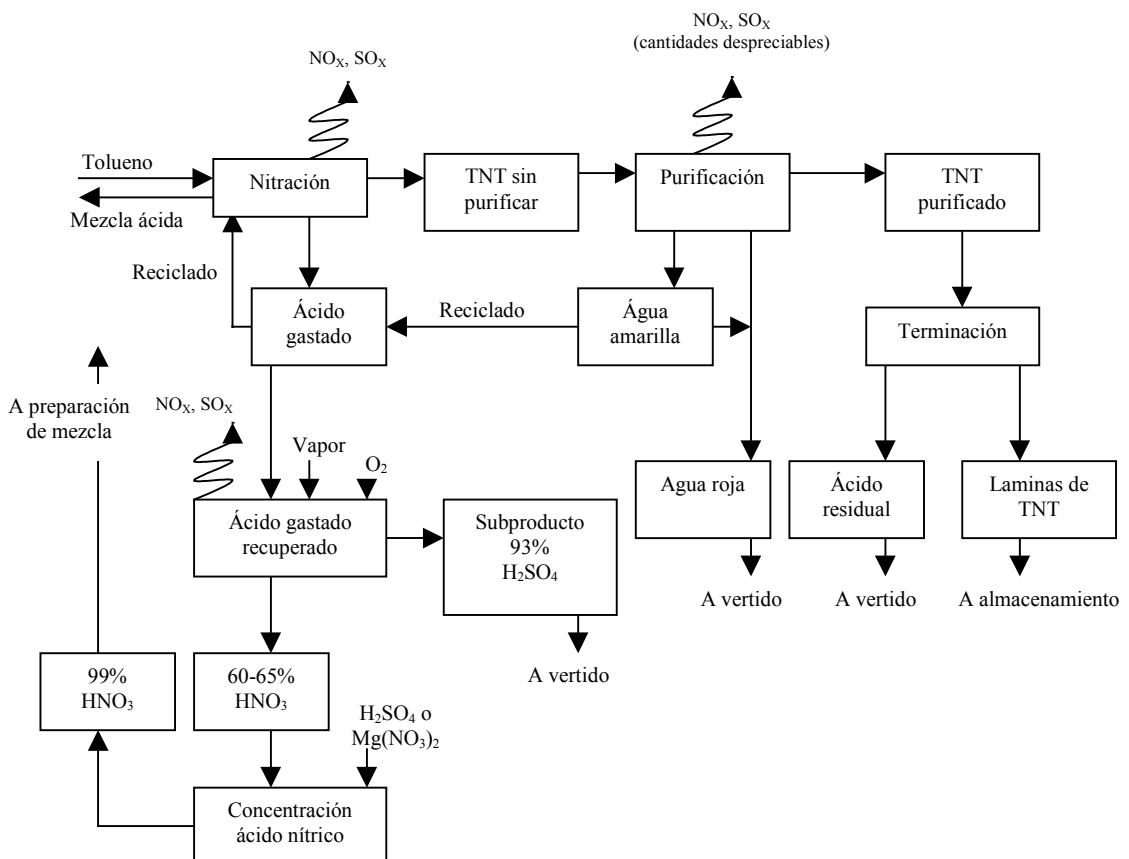 NOX, SOX
(cantidades despreciables)
NOX, SOX
Tolueno
Mezcla ácida
Nitración
TNT sin
purificar
Purificación
TNT
purificado
Reciclado
Ácido
gastado
Reciclado
Água
amarilla
Terminación
A preparación
de mezcla
NOX, SOX
Vapor
O2
Ácido gastado
recuperado
Subproducto
93%
H2SO4
Agua roja
Ácido
residual
Laminas de
TNT
A vertido
A vertido
A almacenamiento
A vertido
99%
HNO3
60-65%
HNO3
H2SO4 o
Mg(NO3)2
Concentración
ácido nítrico